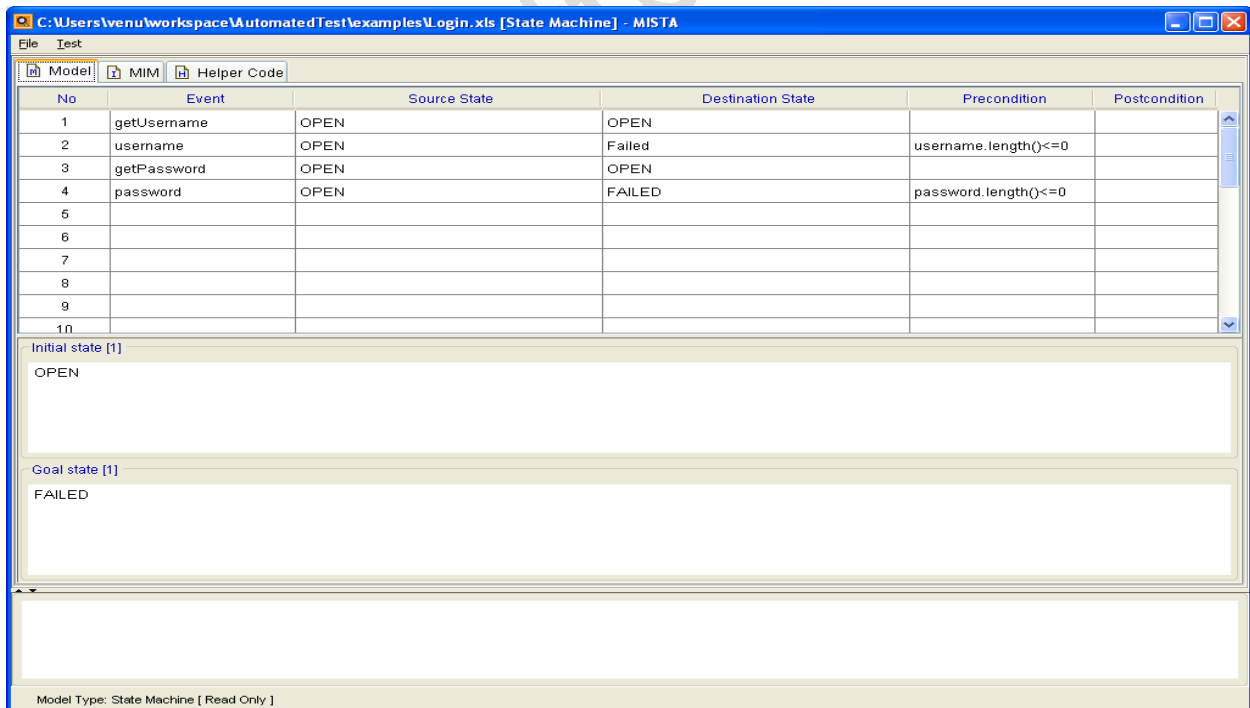 C:\Users\venu\workspace\AutomatedTest\examples\Login.xls [State Machine] - MISTA
File Test
Model MIM Helper Code
No Event Source State Destination State Precondition Postcondition
1 getUsername OPEN OPEN
2 username OPEN Failed username.length()<=0
3 getPassword OPEN OPEN
4 password OPEN FAILED password.length()<=0
5
6
7
8
9
10
Initial state [1]
OPEN
Goal state [1]
FAILED
Model Type: State Machine [ Read Only ]